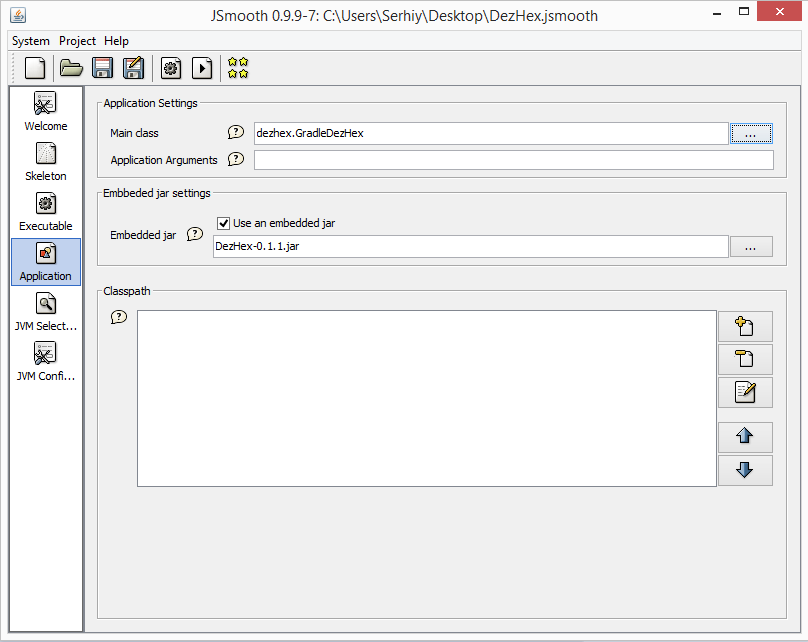 JSmooth 0.9.9-7: C:\Users\Serhiy\Desktop\DezHex.jsmooth
System Project Help
Welcome
Skeleton
Executable
Application
JVM Select...
JVM Confi...
Application Settings
Main class ? dezhex.GradleDezHex ...
Application Arguments ?
Embbeded jar settings
Use an embedded jar
Embedded jar ? DezHex-0.1.1.jar ...
Classpath
?